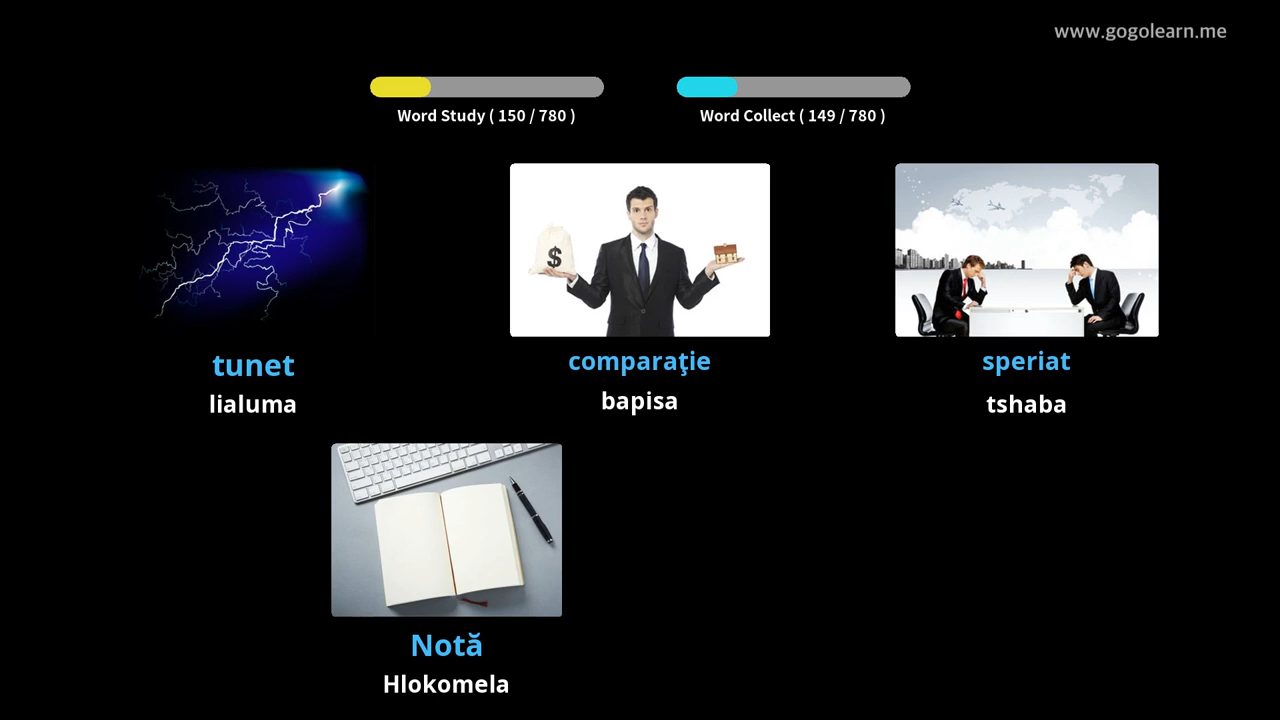 www.gogolearn.me
Word Study ( 150 / 780 )
Word Collect ( 149 / 780 )
tunet
lialuma
comparaţie
bapisa
speriat
tshaba
$
Notă
Hlokomela